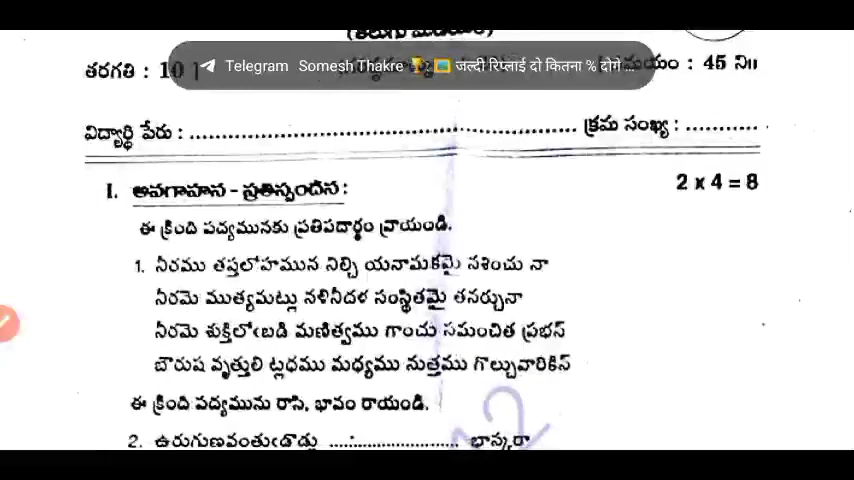 (తెలుగు మీడియం)
తరగతి : 10
Telegram Somesh Thakre 🏆 🖼️ जल्दी रिप्लाई दो कितना % दोगे ...
సమయం : 45 ని॥
విద్యార్థి పేరు : ........................................................ క్రమ సంఖ్య : ...........
I. అవగాహన - ప్రతిస్పందన : 2 x 4 = 8
ఈ క్రింది పద్యమునకు ప్రతిపదార్థం వ్రాయండి.
1. నీరము తప్తలోహమున నిల్చి యనామకమై నశించు నా
నీరమె ముత్యమట్లు నళినీదళ సంస్థితమై తనర్చునా
నీరమె శుక్తిలోఁబడి మణిత్వము గాంచు సమంచిత ప్రభన్
బౌరుష వృత్తులి ట్లధము మధ్యము నుత్తము గొల్చువారికిన్
ఈ క్రింది పద్యమును రాసి, భావం రాయండి.
2. ఉరుగుణవంతుఁడొడ్లు ......................... భాస్కరా